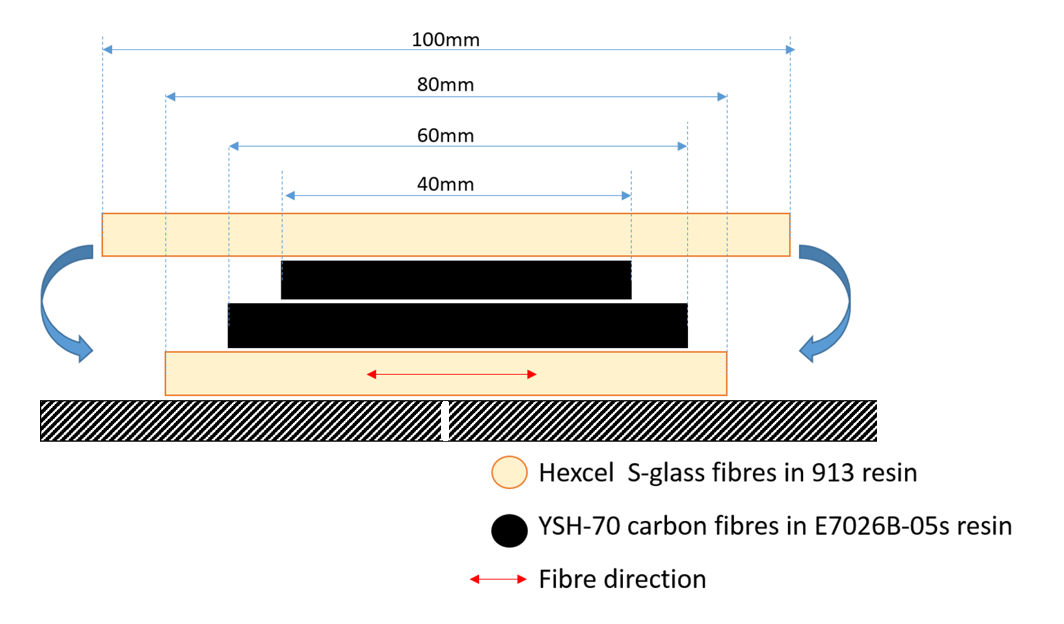 100mm
80mm
60mm
40mm
Hexcel S-glass fibres in 913 resin
YSH-70 carbon fibres in E7026B-05s resin
Fibre direction